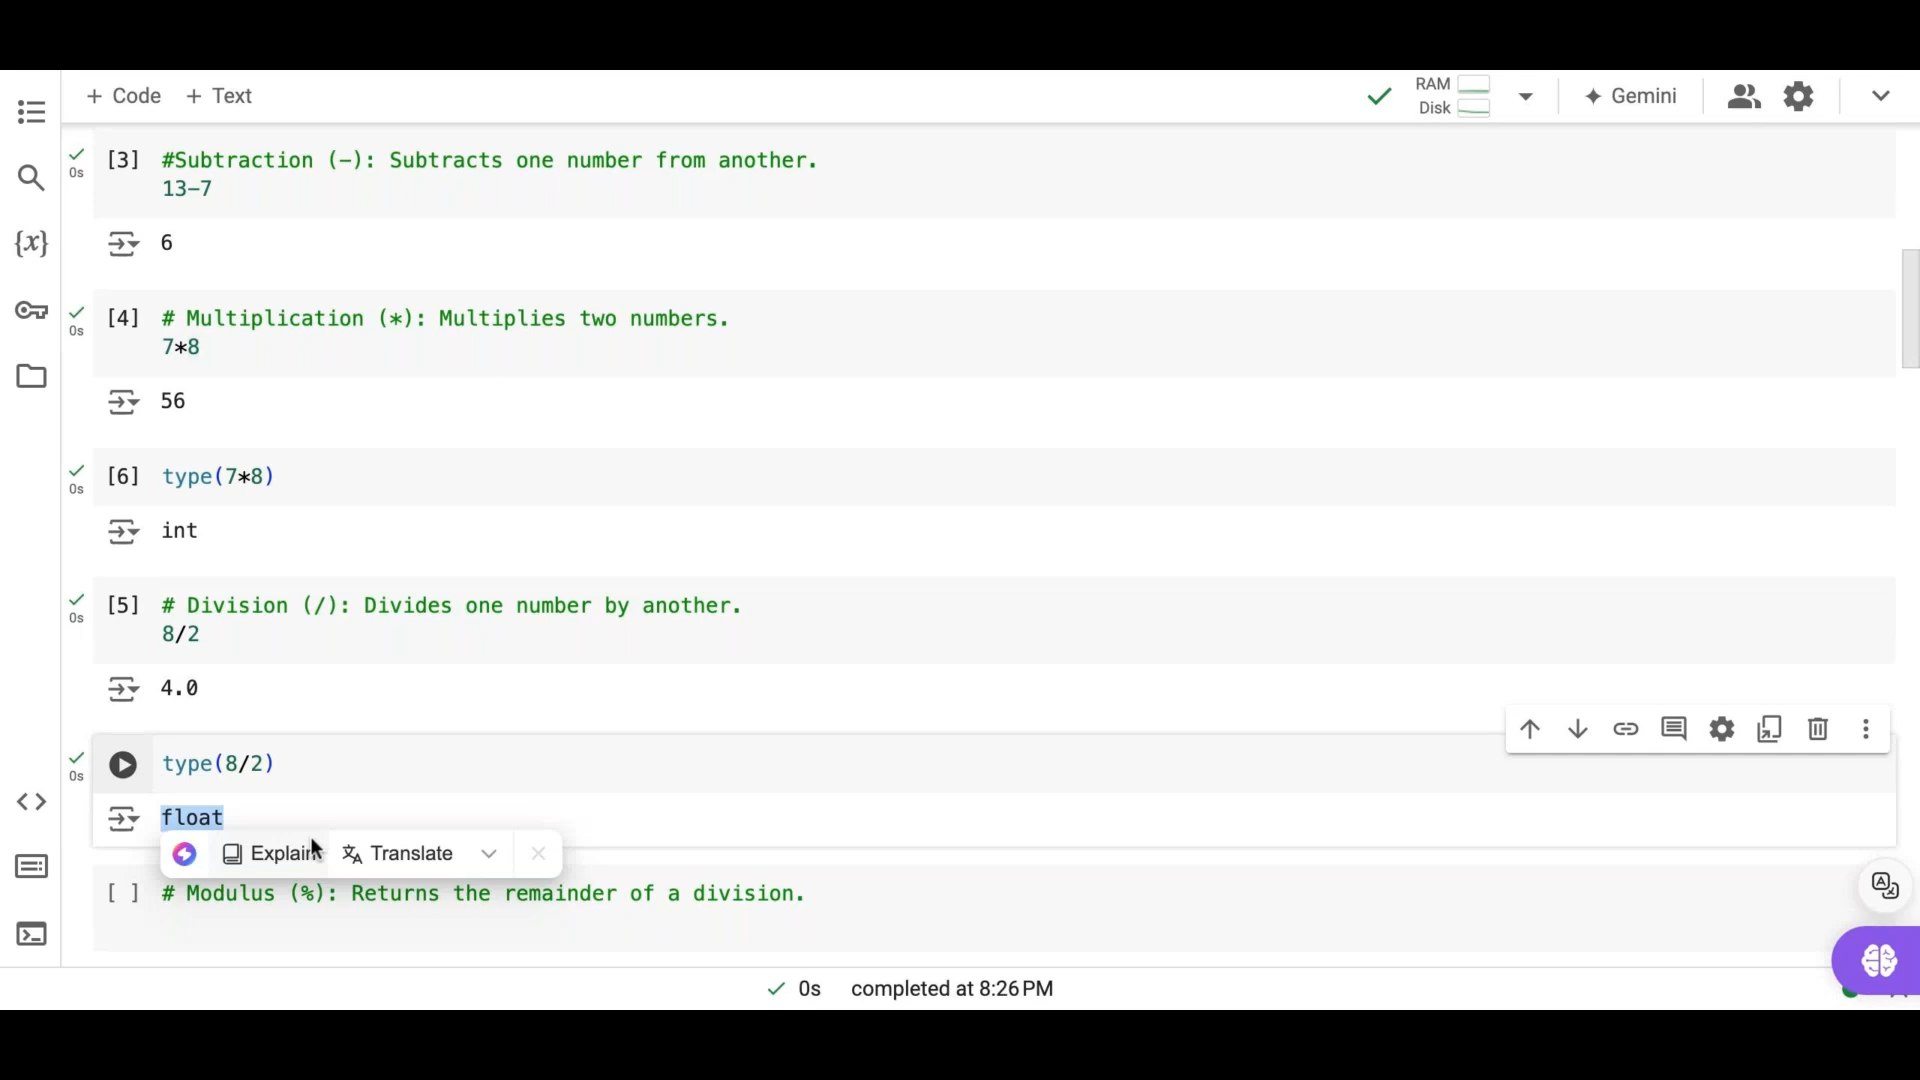 + Code + Text
RAM
Disk
Gemini
[3] #Subtraction (-): Subtracts one number from another.
0s
13-7
6
[4] # Multiplication (*): Multiplies two numbers.
0s
7*8
56
[6] type(7*8)
0s
int
[5] # Division (/): Divides one number by another.
0s
8/2
4.0
type(8/2)
0s
float
Explain Translate
[ ] # Modulus (%): Returns the remainder of a division.
0s completed at 8:26 PM